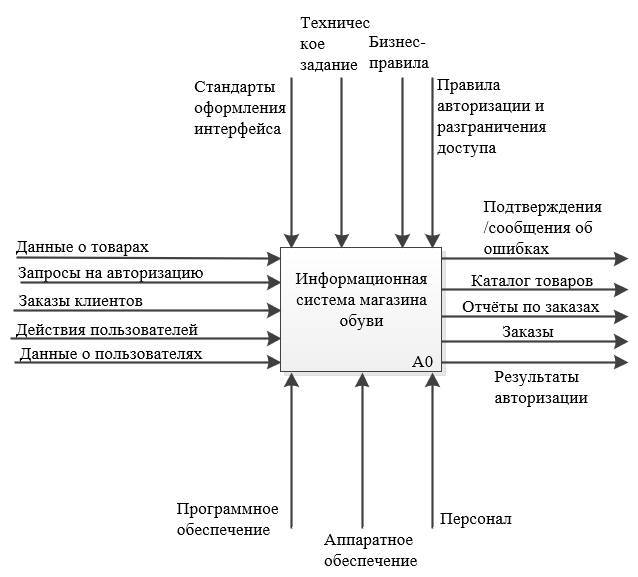 Техничес
кое
задание
Бизнес-
правила
Стандарты
оформления
интерфейса
Правила
авторизации и
разграничения
доступа
Данные о товарах
Запросы на авторизацию
Заказы клиентов
Действия пользователей
Данные о пользователях
Информационная
система магазина
обуви
A0
Подтверждения
/сообщения об
ошибках
Каталог товаров
Отчёты по заказах
Заказы
Результаты
авторизации
Программное
обеспечение
Аппаратное
обеспечение
Персонал